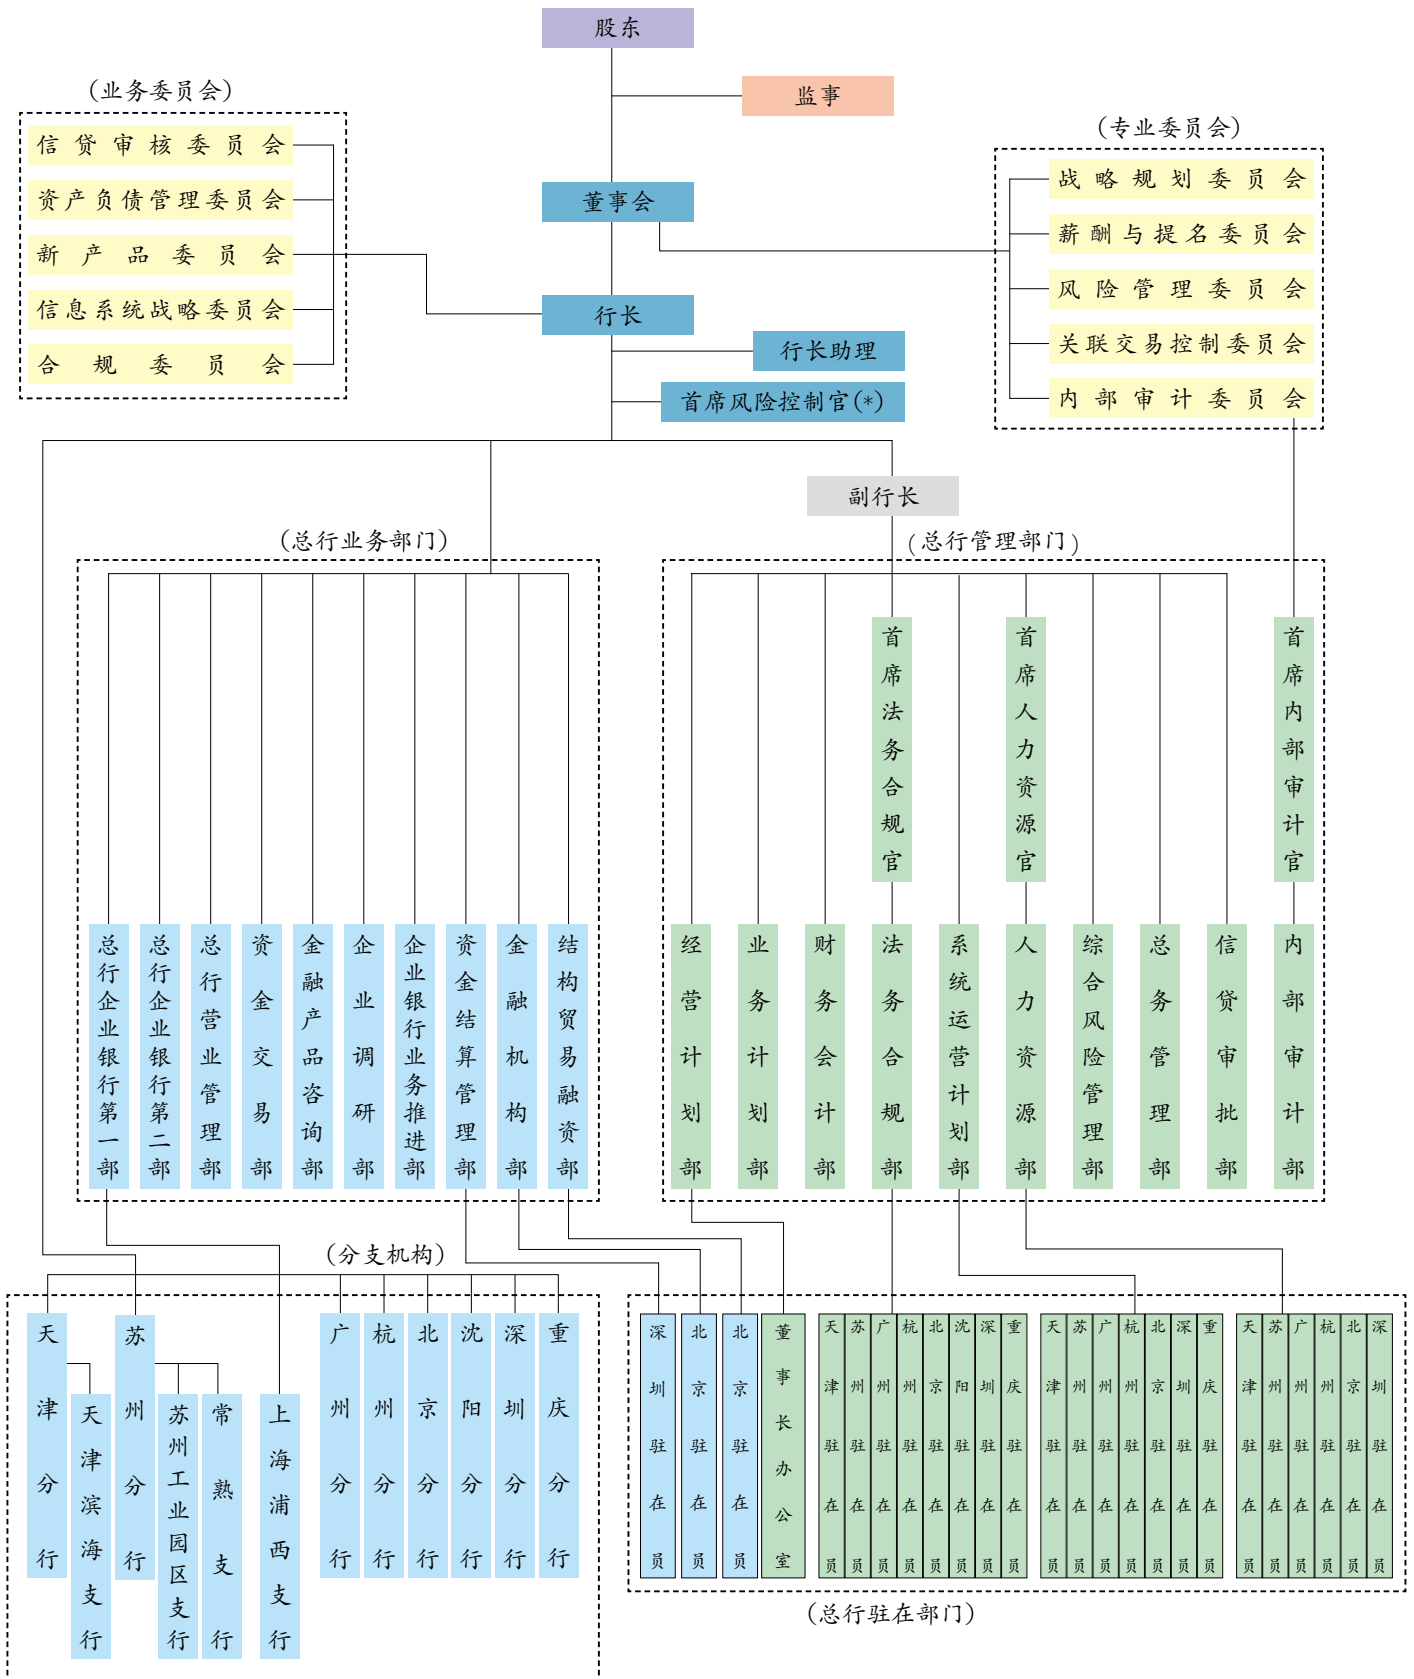 股东
监事
(业务委员会)
信贷审核委员会
资产负债管理委员会
新产品委员会
信息系统战略委员会
合规委员会
(专业委员会)
战略规划委员会
薪酬与提名委员会
风险管理委员会
关联交易控制委员会
内部审计委员会
董事会
行长
行长助理
首席风险控制官(*)
副行长
(总行业务部门)
总行企业银行第一部
总行企业银行第二部
总行营业管理部
资金交易部
金融产品咨询部
企业调研部
企业银行业务推进部
资金结算管理部
金融机构部
结构贸易融资部
(总行管理部门)
首席法务合规官
首席人力资源官
首席内部审计官
经营计划部
业务计划部
财务会计部
法务合规部
系统运营计划部
人力资源部
综合风险管理部
总务管理部
信贷审批部
内部审计部
(分支机构)
天津分行
天津滨海支行
苏州分行
苏州工业园区支行
常熟支行
上海浦西支行
广州分行
杭州分行
北京分行
沈阳分行
深圳分行
重庆分行
深圳驻在员
北京驻在员
北京驻在员
董事长办公室
天津驻在员
苏州驻在员
广州驻在员
杭州驻在员
北京驻在员
沈阳驻在员
深圳驻在员
重庆驻在员
天津驻在员
苏州驻在员
广州驻在员
杭州驻在员
北京驻在员
深圳驻在员
重庆驻在员
天津驻在员
苏州驻在员
广州驻在员
杭州驻在员
北京驻在员
深圳驻在员
(总行驻在部门)